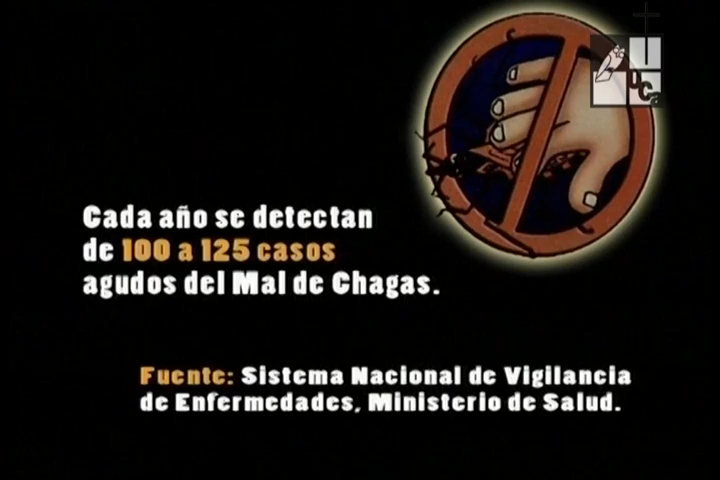 Cada año se detectan
de 100 a 125 casos
agudos del Mal de Chagas.
Fuente: Sistema Nacional de Vigilancia
de Enfermedades, Ministerio de Salud.